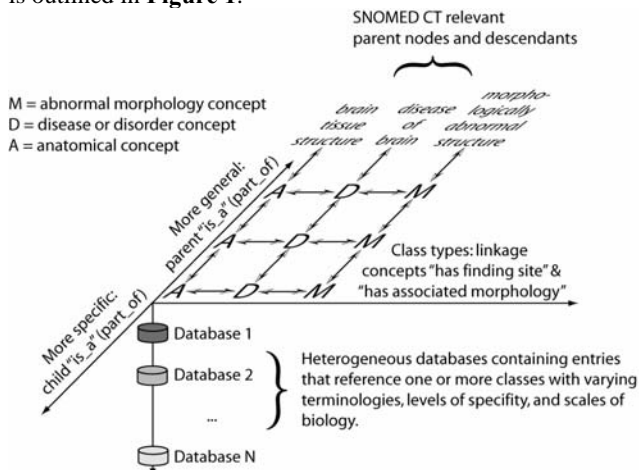 is outlined in Figure 1.
SNOMED CT relevant
parent nodes and descendants
M = abnormal morphology concept
D = disease or disorder concept
A = anatomical concept
brain
tissue
structure
disease
of
brain
morpho-
logically
abnormal
structure
More general:
parent "is_a" (part_of)
A D M
A D M
A D M
Class types: linkage
concepts "has finding site" &
"has associated morphology"
More specific:
child "is_a" (part_of)
Database 1
Database 2
...
Database N
Heterogeneous databases containing entries
that reference one or more classes with varying
terminologies, levels of specifity, and scales of
biology.